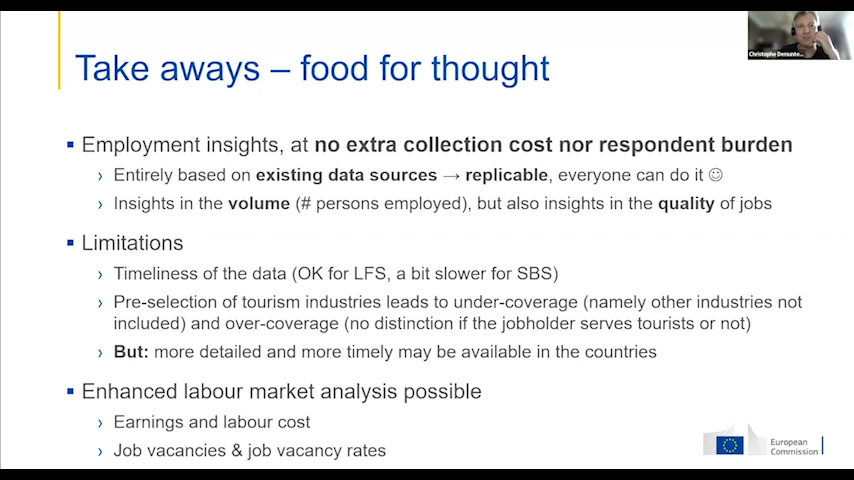 Christophe Demunte...
Take aways – food for thought
▪ Employment insights, at no extra collection cost nor respondent burden
› Entirely based on existing data sources → replicable, everyone can do it ☺
› Insights in the volume (# persons employed), but also insights in the quality of jobs
▪ Limitations
› Timeliness of the data (OK for LFS, a bit slower for SBS)
› Pre-selection of tourism industries leads to under-coverage (namely other industries not
included) and over-coverage (no distinction if the jobholder serves tourists or not)
› But: more detailed and more timely may be available in the countries
▪ Enhanced labour market analysis possible
› Earnings and labour cost
› Job vacancies & job vacancy rates
European
Commission